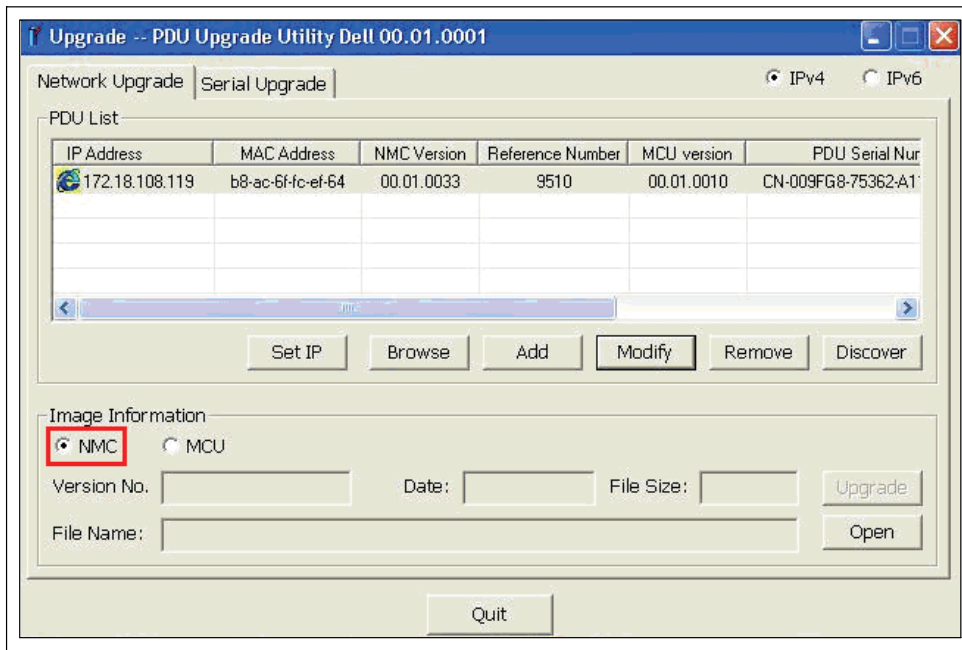 Upgrade -- PDU Upgrade Utility Dell 00.01.0001
Network Upgrade Serial Upgrade IPv4 IPv6
PDU List
IP Address MAC Address NMC Version Reference Number MCU version PDU Serial Nur
172.18.108.119 b8-ac-6f-fc-ef-64 00.01.0033 9510 00.01.0010 CN-009FG8-75362-A1
Set IP Browse Add Modify Remove Discover
Image Information
NMC MCU
Version No. Date: File Size: Upgrade
File Name: Open
Quit